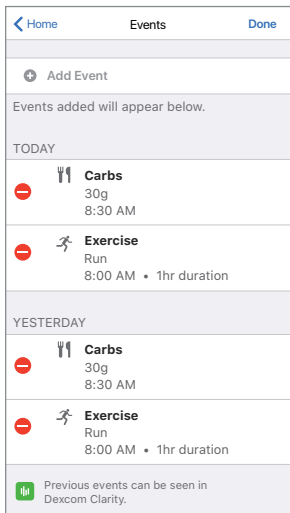 Home Events Done
Add Event
Events added will appear below.
TODAY
Carbs
30g
8:30 AM
Exercise
Run
8:00 AM • 1hr duration
YESTERDAY
Carbs
30g
8:30 AM
Exercise
Run
8:00 AM • 1hr duration
Previous events can be seen in
Dexcom Clarity.